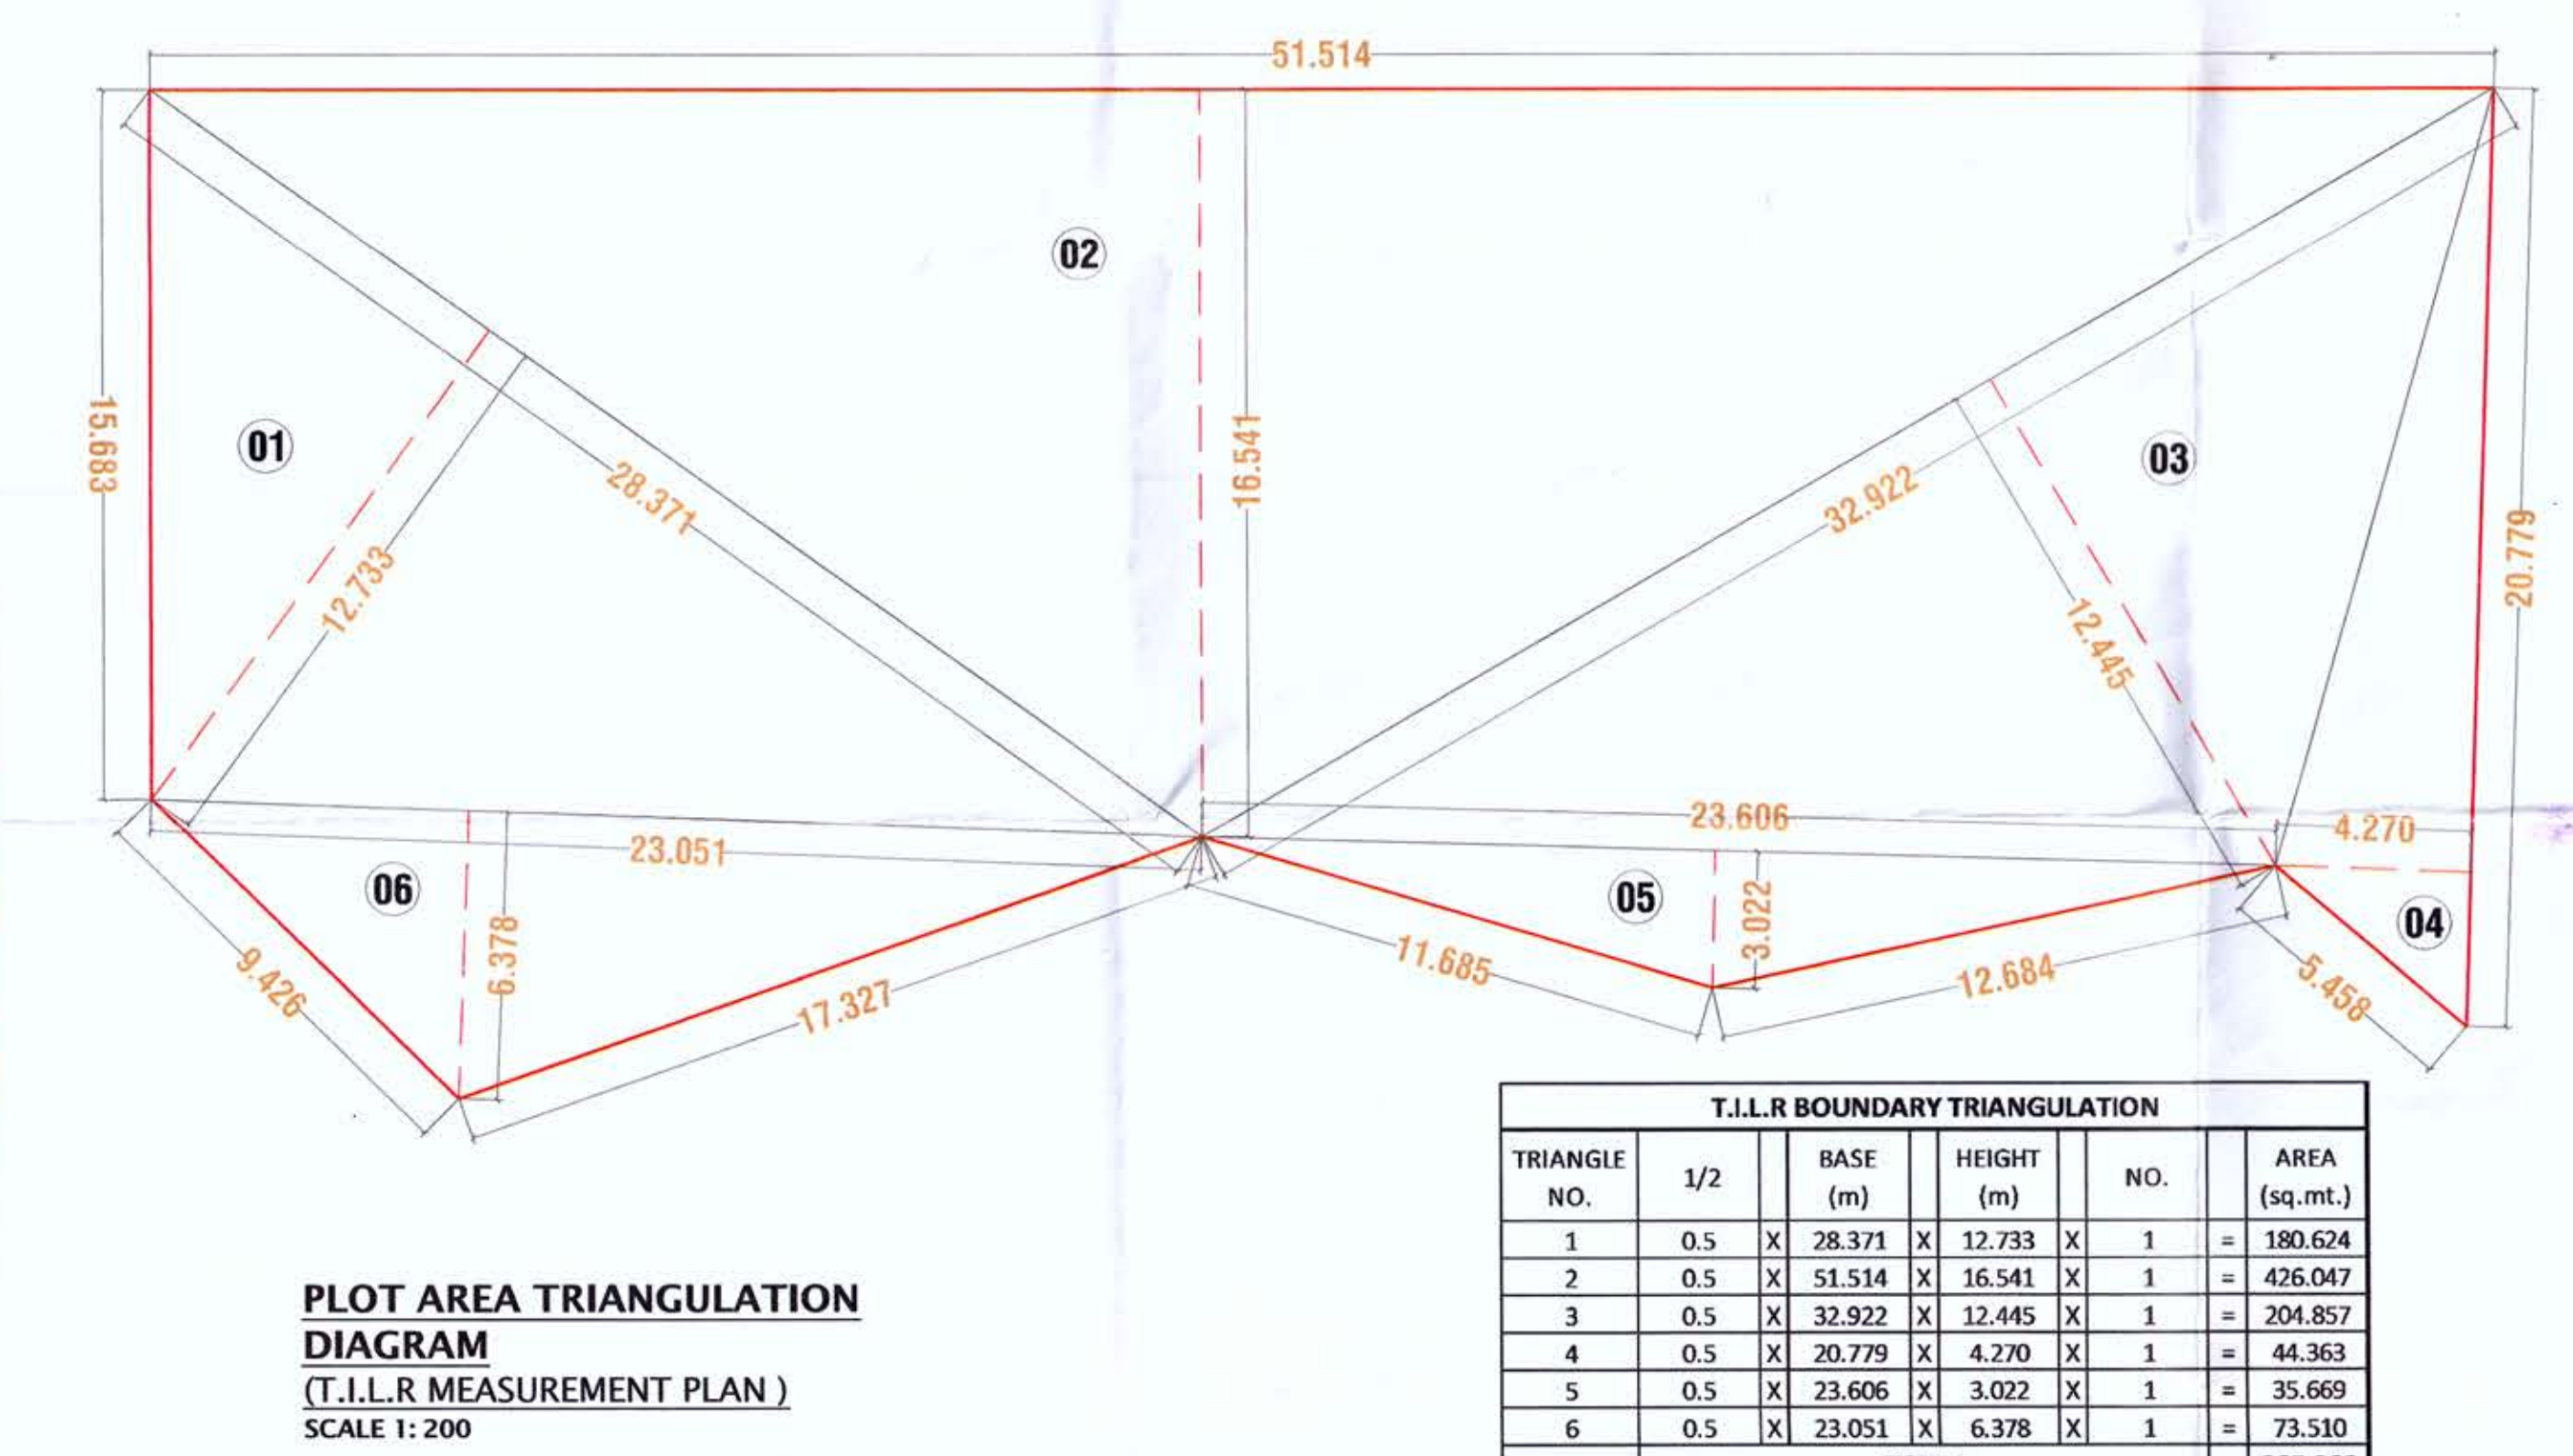 51.514
02
01
03
15.683
28.371
16.541
32.922
12.733
12.445
20.779
23.606
4.270
23.051
06
05
3.022
04
6.378
9.426
17.327
11.685
12.684
5.458
T.I.L.R BOUNDARY TRIANGULATION
TRIANGLE NO. 1/2 BASE (m) HEIGHT (m) NO. AREA (sq.mt.)
1 0.5 X 28.371 X 12.733 X 1 = 180.624
2 0.5 X 51.514 X 16.541 X 1 = 426.047
3 0.5 X 32.922 X 12.445 X 1 = 204.857
4 0.5 X 20.779 X 4.270 X 1 = 44.363
5 0.5 X 23.606 X 3.022 X 1 = 35.669
6 0.5 X 23.051 X 6.378 X 1 = 73.510
PLOT AREA TRIANGULATION
DIAGRAM
(T.I.L.R MEASUREMENT PLAN )
SCALE 1: 200